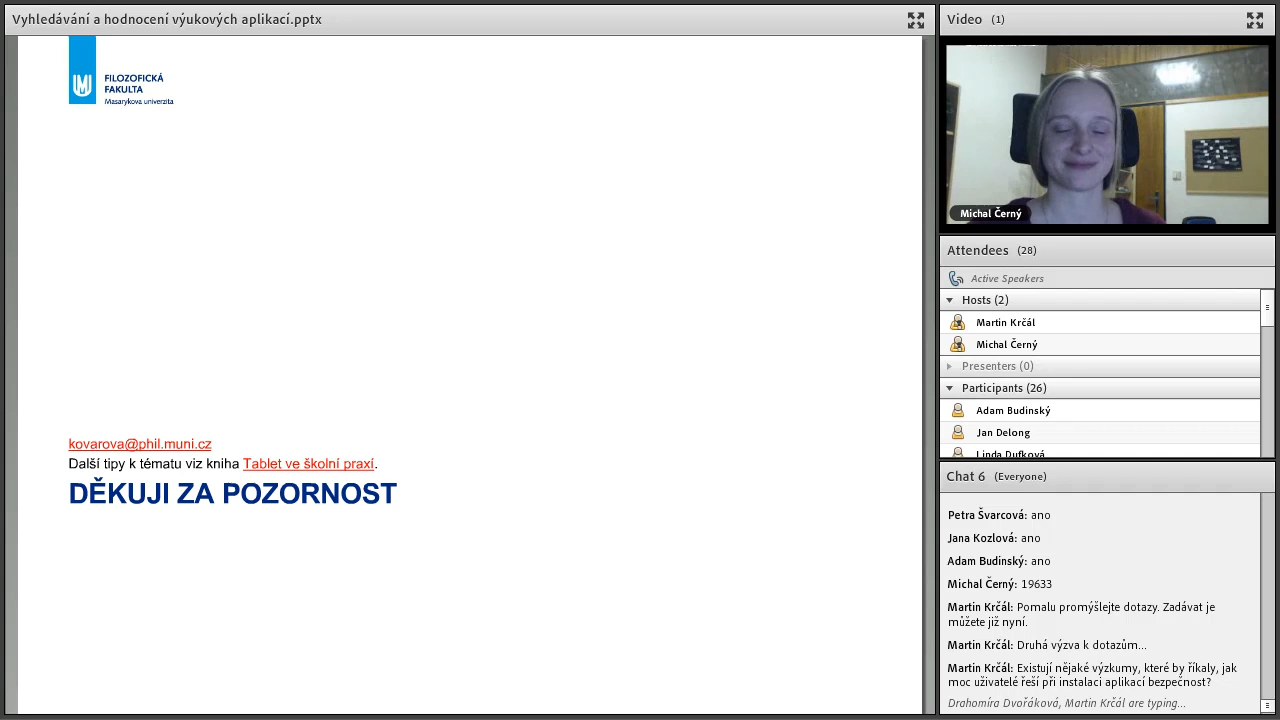 Vyhledávání a hodnocení výukových aplikací.pptx
FILOZOFICKÁ
FAKULTA
Masarykova univerzita
kovarova@phil.muni.cz
Další tipy k tématu viz kniha Tablet ve školní praxi.
DĚKUJI ZA POZORNOST
Video (1)
Michal Černý
Attendees (28)
Active Speakers
Hosts (2)
Martin Krčál
Michal Černý
Presenters (0)
Participants (26)
Adam Budinský
Jan Delong
Linda Dufková
Chat 6 (Everyone)
Petra Švarcová: ano
Jana Kozlová: ano
Adam Budinský: ano
Michal Černý: 19633
Martin Krčál: Pomalu promýšlejte dotazy. Zadávat je
můžete již nyní.
Martin Krčál: Druhá výzva k dotazům...
Martin Krčál: Existují nějaké výzkumy, které by říkaly, jak
moc uživatelé řeší při instalaci aplikací bezpečnost?
Drahomíra Dvořáková, Martin Krčál are typing...